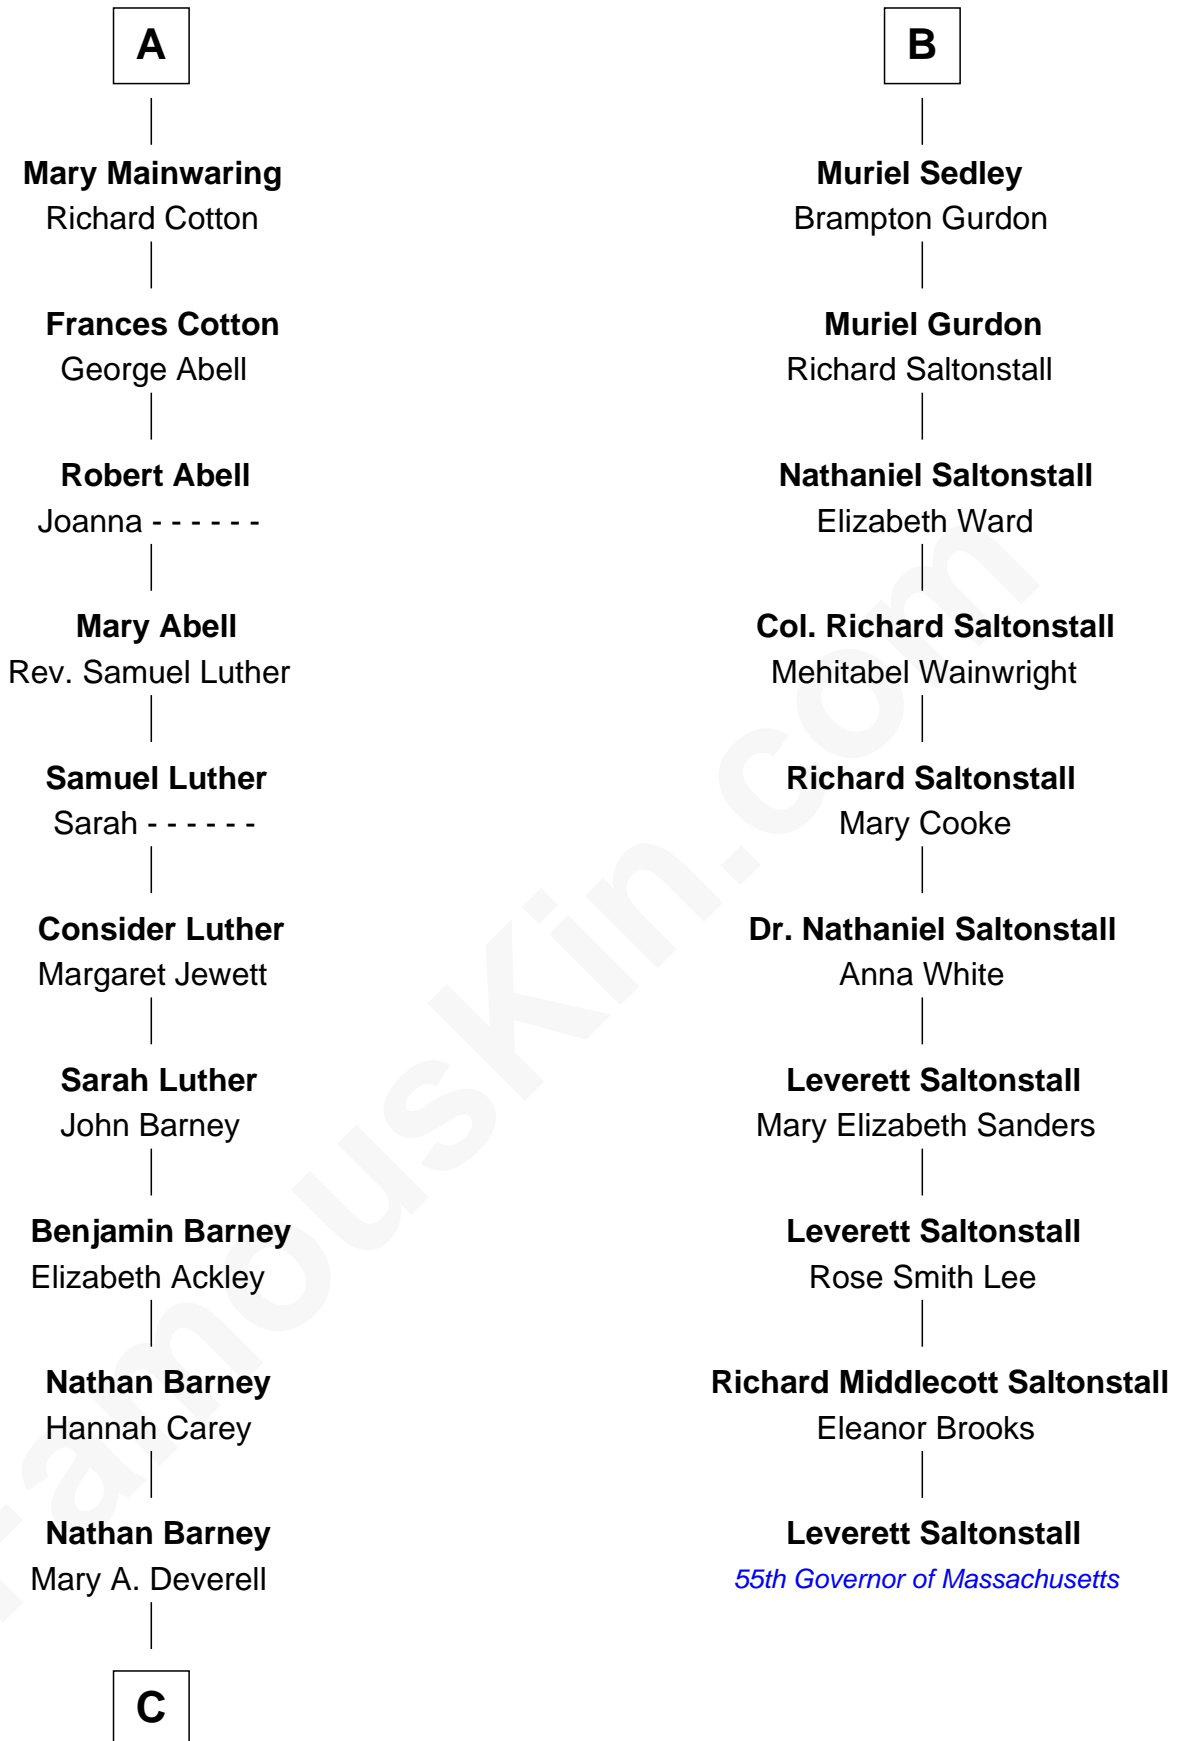 A
Mary Mainwaring
Richard Cotton
Frances Cotton
George Abell
Robert Abell
Joanna - - - - - -
Mary Abell
Rev. Samuel Luther
Samuel Luther
Sarah - - - - - -
Consider Luther
Margaret Jewett
Sarah Luther
John Barney
Benjamin Barney
Elizabeth Ackley
Nathan Barney
Hannah Carey
Nathan Barney
Mary A. Deverell
C
B
Muriel Sedley
Brampton Gurdon
Muriel Gurdon
Richard Saltonstall
Nathaniel Saltonstall
Elizabeth Ward
Col. Richard Saltonstall
Mehitabel Wainwright
Richard Saltonstall
Mary Cooke
Dr. Nathaniel Saltonstall
Anna White
Leverett Saltonstall
Mary Elizabeth Sanders
Leverett Saltonstall
Rose Smith Lee
Richard Middlecott Saltonstall
Eleanor Brooks
Leverett Saltonstall
55th Governor of Massachusetts
FamousKin.com